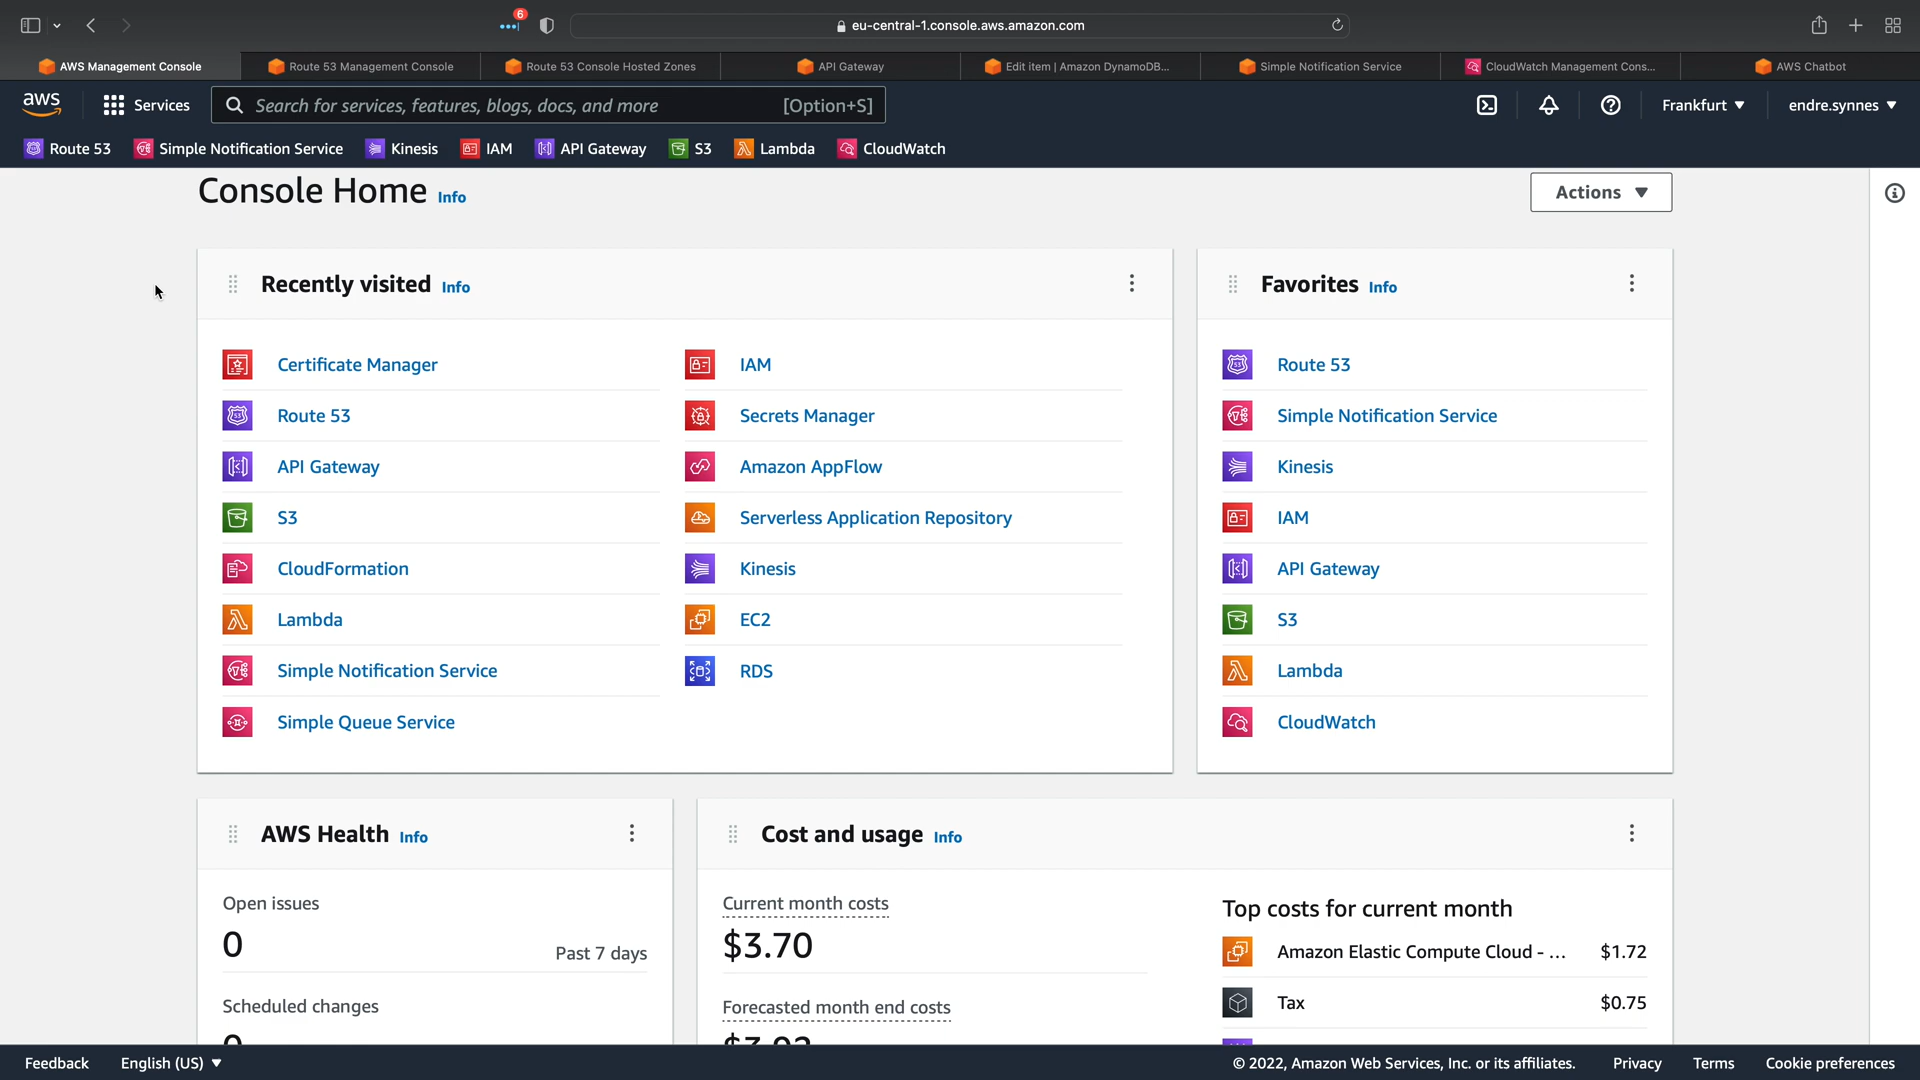 6
eu-central-1.console.aws.amazon.com
AWS Management Console
Route 53 Management Console
Route 53 Console Hosted Zones
API Gateway
Edit item | Amazon DynamoDB...
Simple Notification Service
CloudWatch Management Cons...
AWS Chatbot
aws
Services
Search for services, features, blogs, docs, and more
[Option+S]
Frankfurt
endre.synnes
Route 53
Simple Notification Service
Kinesis
IAM
API Gateway
S3
Lambda
CloudWatch
Console Home Info
Actions
Recently visited Info
Certificate Manager
Route 53
API Gateway
S3
CloudFormation
Lambda
Simple Notification Service
Simple Queue Service
IAM
Secrets Manager
Amazon AppFlow
Serverless Application Repository
Kinesis
EC2
RDS
Favorites Info
Route 53
Simple Notification Service
Kinesis
IAM
API Gateway
S3
Lambda
CloudWatch
AWS Health Info
Open issues
0
Past 7 days
Scheduled changes
Cost and usage Info
Current month costs
$3.70
Forecasted month end costs
Top costs for current month
Amazon Elastic Compute Cloud - ... $1.72
Tax $0.75
Feedback
English (US)
© 2022, Amazon Web Services, Inc. or its affiliates.
Privacy
Terms
Cookie preferences